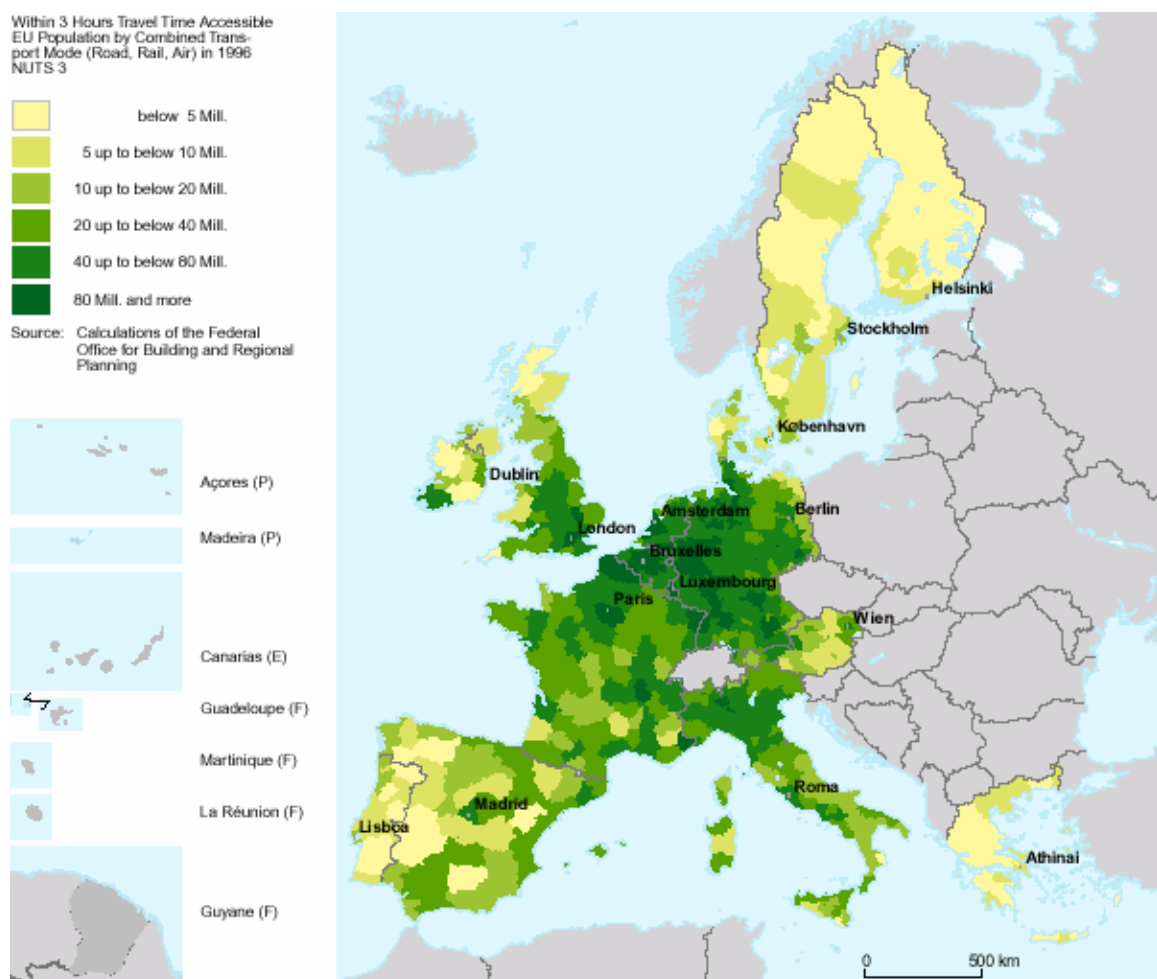 Within 3 Hours Travel Time Accessible
EU Population by Combined Trans-
port Mode (Road, Rail, Air) in 1996
NUTS 3
below 5 Mill.
5 up to below 10 Mill.
10 up to below 20 Mill.
20 up to below 40 Mill.
40 up to below 80 Mill.
80 Mill. and more
Source: Calculations of the Federal
Office for Building and Regional
Planning
Açores (P)
Madeira (P)
Canarias (E)
Guadeloupe (F)
Martinique (F)
La Réunion (F)
Guyane (F)
Helsinki
Stockholm
København
Dublin
Amsterdam
Berlin
London
Bruxelles
Luxembourg
Paris
Wien
Roma
Madrid
Lisboa
Athinai
0 500 km